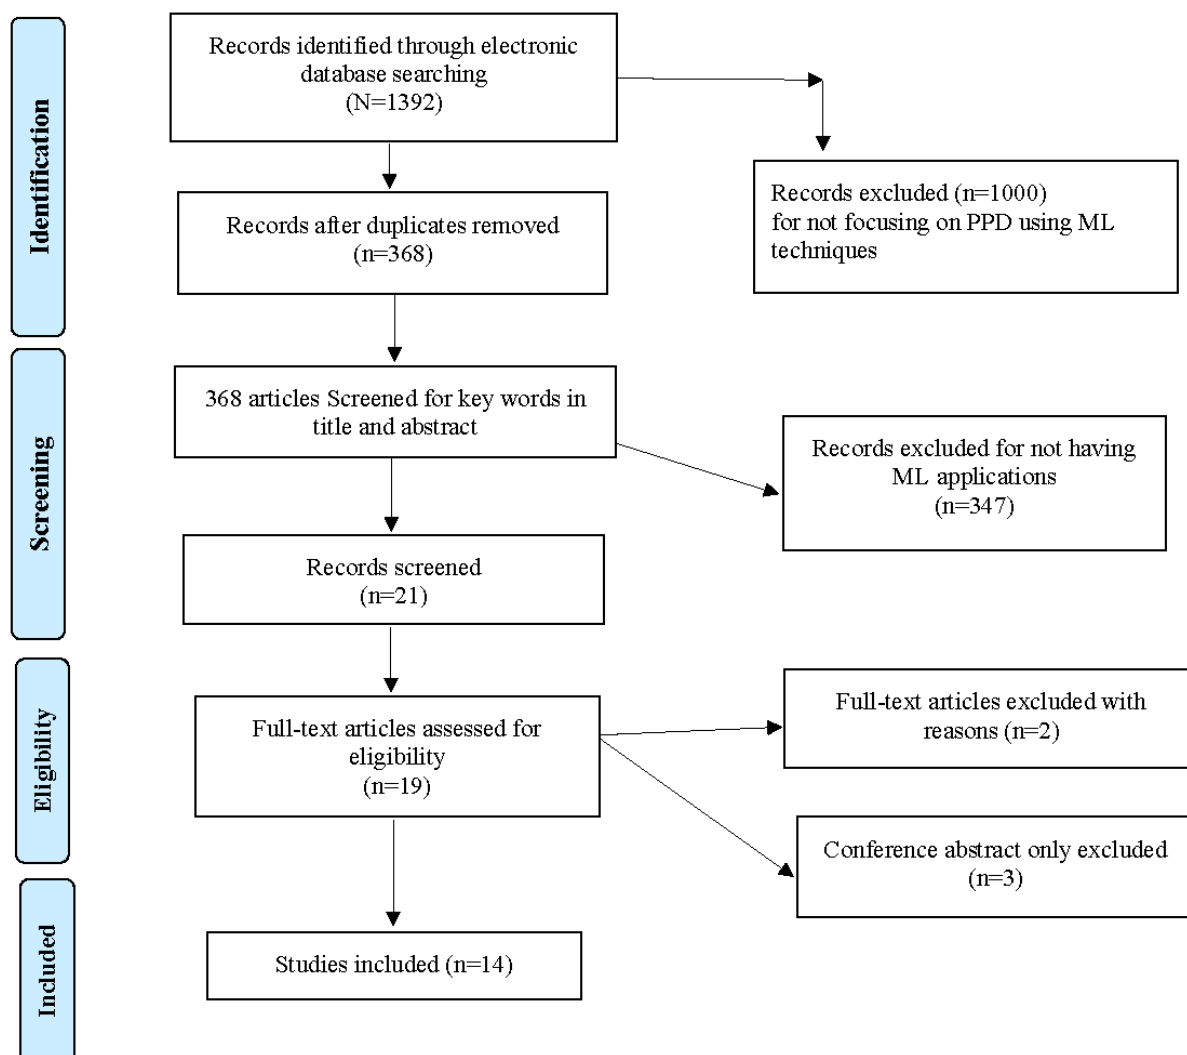 Identification
Records identified through electronic
database searching
(N=1392)
Records excluded (n=1000)
for not focusing on PPD using ML
techniques
Records after duplicates removed
(n=368)
Screening
368 articles Screened for key words in
title and abstract
Records excluded for not having
ML applications
(n=347)
Records screened
(n=21)
Eligibility
Full-text articles assessed for
eligibility
(n=19)
Full-text articles excluded with
reasons (n=2)
Conference abstract only excluded
(n=3)
Included
Studies included (n=14)